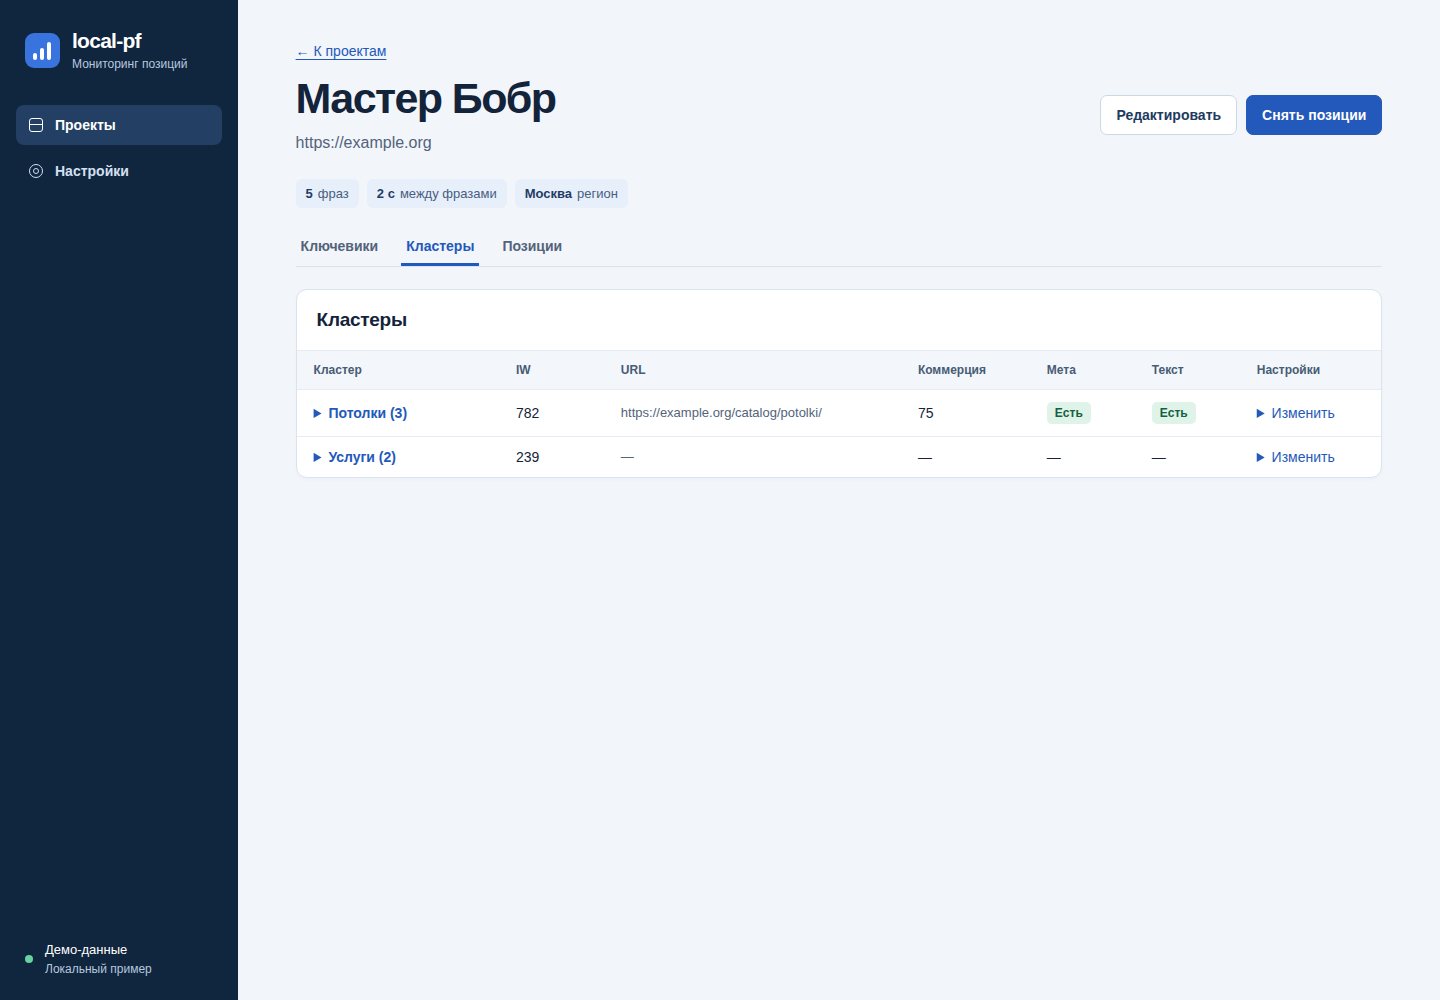 local-pf
Мониторинг позиций
Проекты
Настройки
Демо-данные
Локальный пример
← К проектам
Мастер Бобр
https://example.org
Редактировать
Снять позиции
5 фраз
2 с между фразами
Москва регион
Ключевики Кластеры Позиции
Кластеры
Кластер IW URL Коммерция Мета Текст Настройки
▶ Потолки (3) 782 https://example.org/catalog/potolki/ 75 Есть Есть ▶ Изменить
▶ Услуги (2) 239 — — — — ▶ Изменить